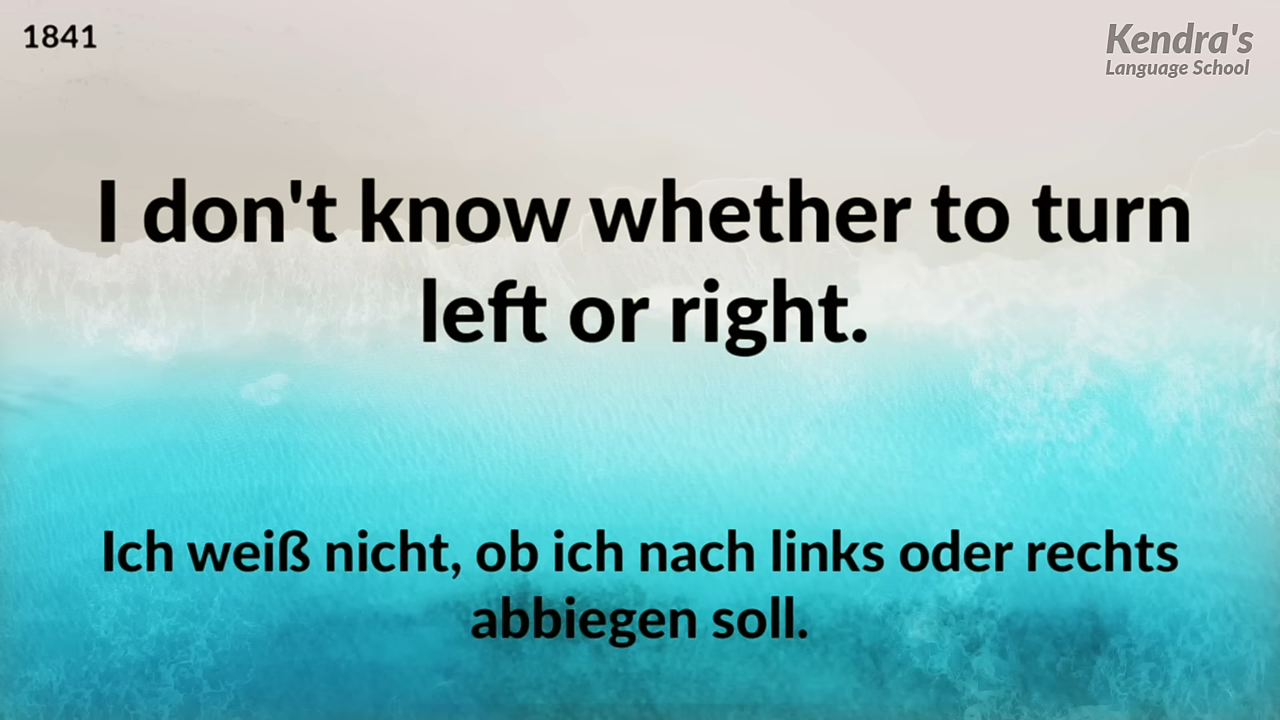 1841
Kendra's
Language School
I don't know whether to turn
left or right.
Ich weiß nicht, ob ich nach links oder rechts
abbiegen soll.